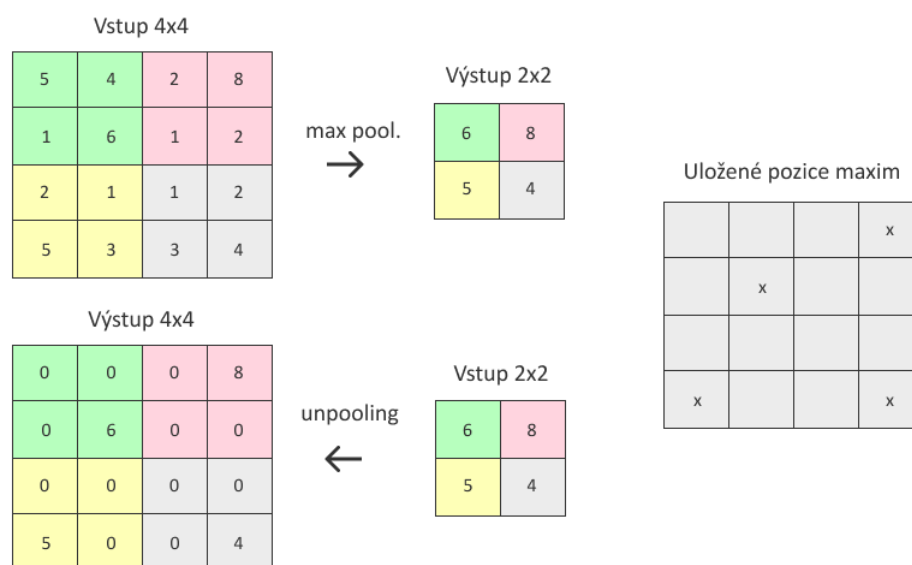 Vstup 4x4
5 4 2 8
1 6 1 2
2 1 1 2
5 3 3 4
max pool.
→
Výstup 2x2
6 8
5 4
Uložené pozice maxim
x
x
x x
Výstup 4x4
0 0 0 8
0 6 0 0
0 0 0 0
5 0 0 4
unpooling
←
Vstup 2x2
6 8
5 4